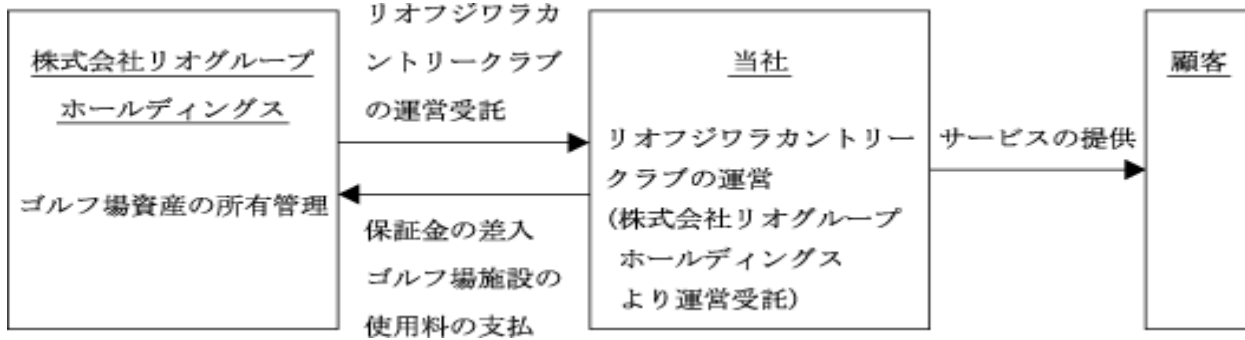 株式会社リオグループ
ホールディングス
ゴルフ場資産の所有管理
リオフジワラカ
ントリークラブ
の運営受託
保証金の差入
ゴルフ場施設の
使用料の支払
当社
リオフジワラカントリー
クラブの運営
(株式会社リオグループ
ホールディングス
より運営受託)
サービスの提供
顧客